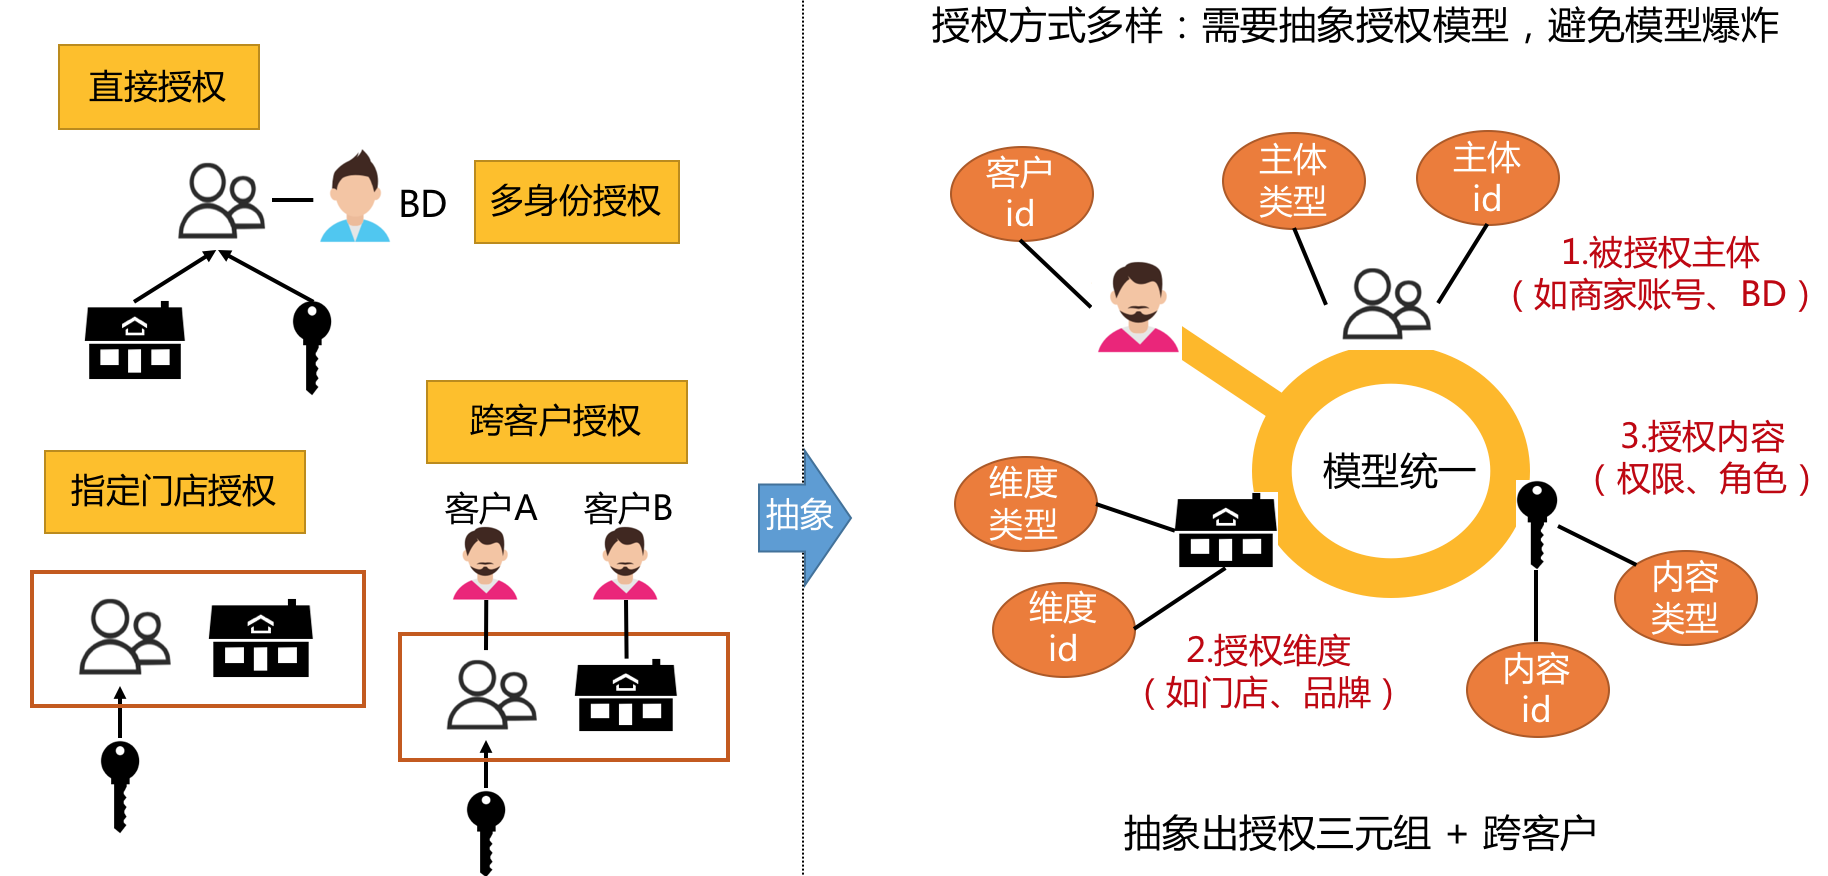 授权方式多样：需要抽象授权模型，避免模型爆炸
直接授权
BD
多身份授权
跨客户授权
指定门店授权
客户A
客户B
抽象
客户
id
主体
类型
主体
id
1.被授权主体
（如商家账号、BD）
3.授权内容
（权限、角色）
模型统一
维度
类型
维度
id
2.授权维度
（如门店、品牌）
内容
类型
内容
id
抽象出授权三元组 + 跨客户